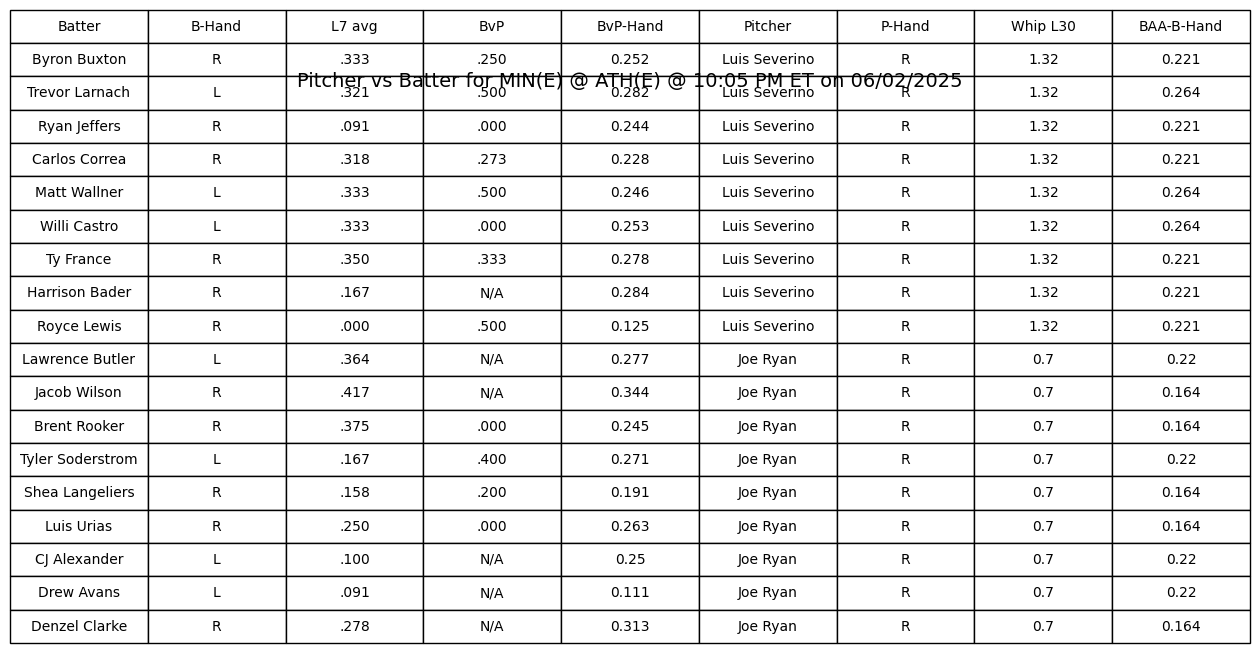 Batter B-Hand L7 avg BvP BvP-Hand Pitcher P-Hand Whip L30 BAA-B-Hand
Byron Buxton R .333 .250 0.252 Luis Severino R 1.32 0.221
Pitcher vs Batter for MIN(E) @ ATH(E) @ 10:05 PM ET on 06/02/2025
Trevor Larnach L .321 .500 0.282 Luis Severino R 1.32 0.264
Ryan Jeffers R .091 .000 0.244 Luis Severino R 1.32 0.221
Carlos Correa R .318 .273 0.228 Luis Severino R 1.32 0.221
Matt Wallner L .333 .500 0.246 Luis Severino R 1.32 0.264
Willi Castro L .333 .000 0.253 Luis Severino R 1.32 0.264
Ty France R .350 .333 0.278 Luis Severino R 1.32 0.221
Harrison Bader R .167 N/A 0.284 Luis Severino R 1.32 0.221
Royce Lewis R .000 .500 0.125 Luis Severino R 1.32 0.221
Lawrence Butler L .364 N/A 0.277 Joe Ryan R 0.7 0.22
Jacob Wilson R .417 N/A 0.344 Joe Ryan R 0.7 0.164
Brent Rooker R .375 .000 0.245 Joe Ryan R 0.7 0.164
Tyler Soderstrom L .167 .400 0.271 Joe Ryan R 0.7 0.22
Shea Langeliers R .158 .200 0.191 Joe Ryan R 0.7 0.164
Luis Urias R .250 .000 0.263 Joe Ryan R 0.7 0.164
CJ Alexander L .100 N/A 0.25 Joe Ryan R 0.7 0.22
Drew Avans L .091 N/A 0.111 Joe Ryan R 0.7 0.22
Denzel Clarke R .278 N/A 0.313 Joe Ryan R 0.7 0.164